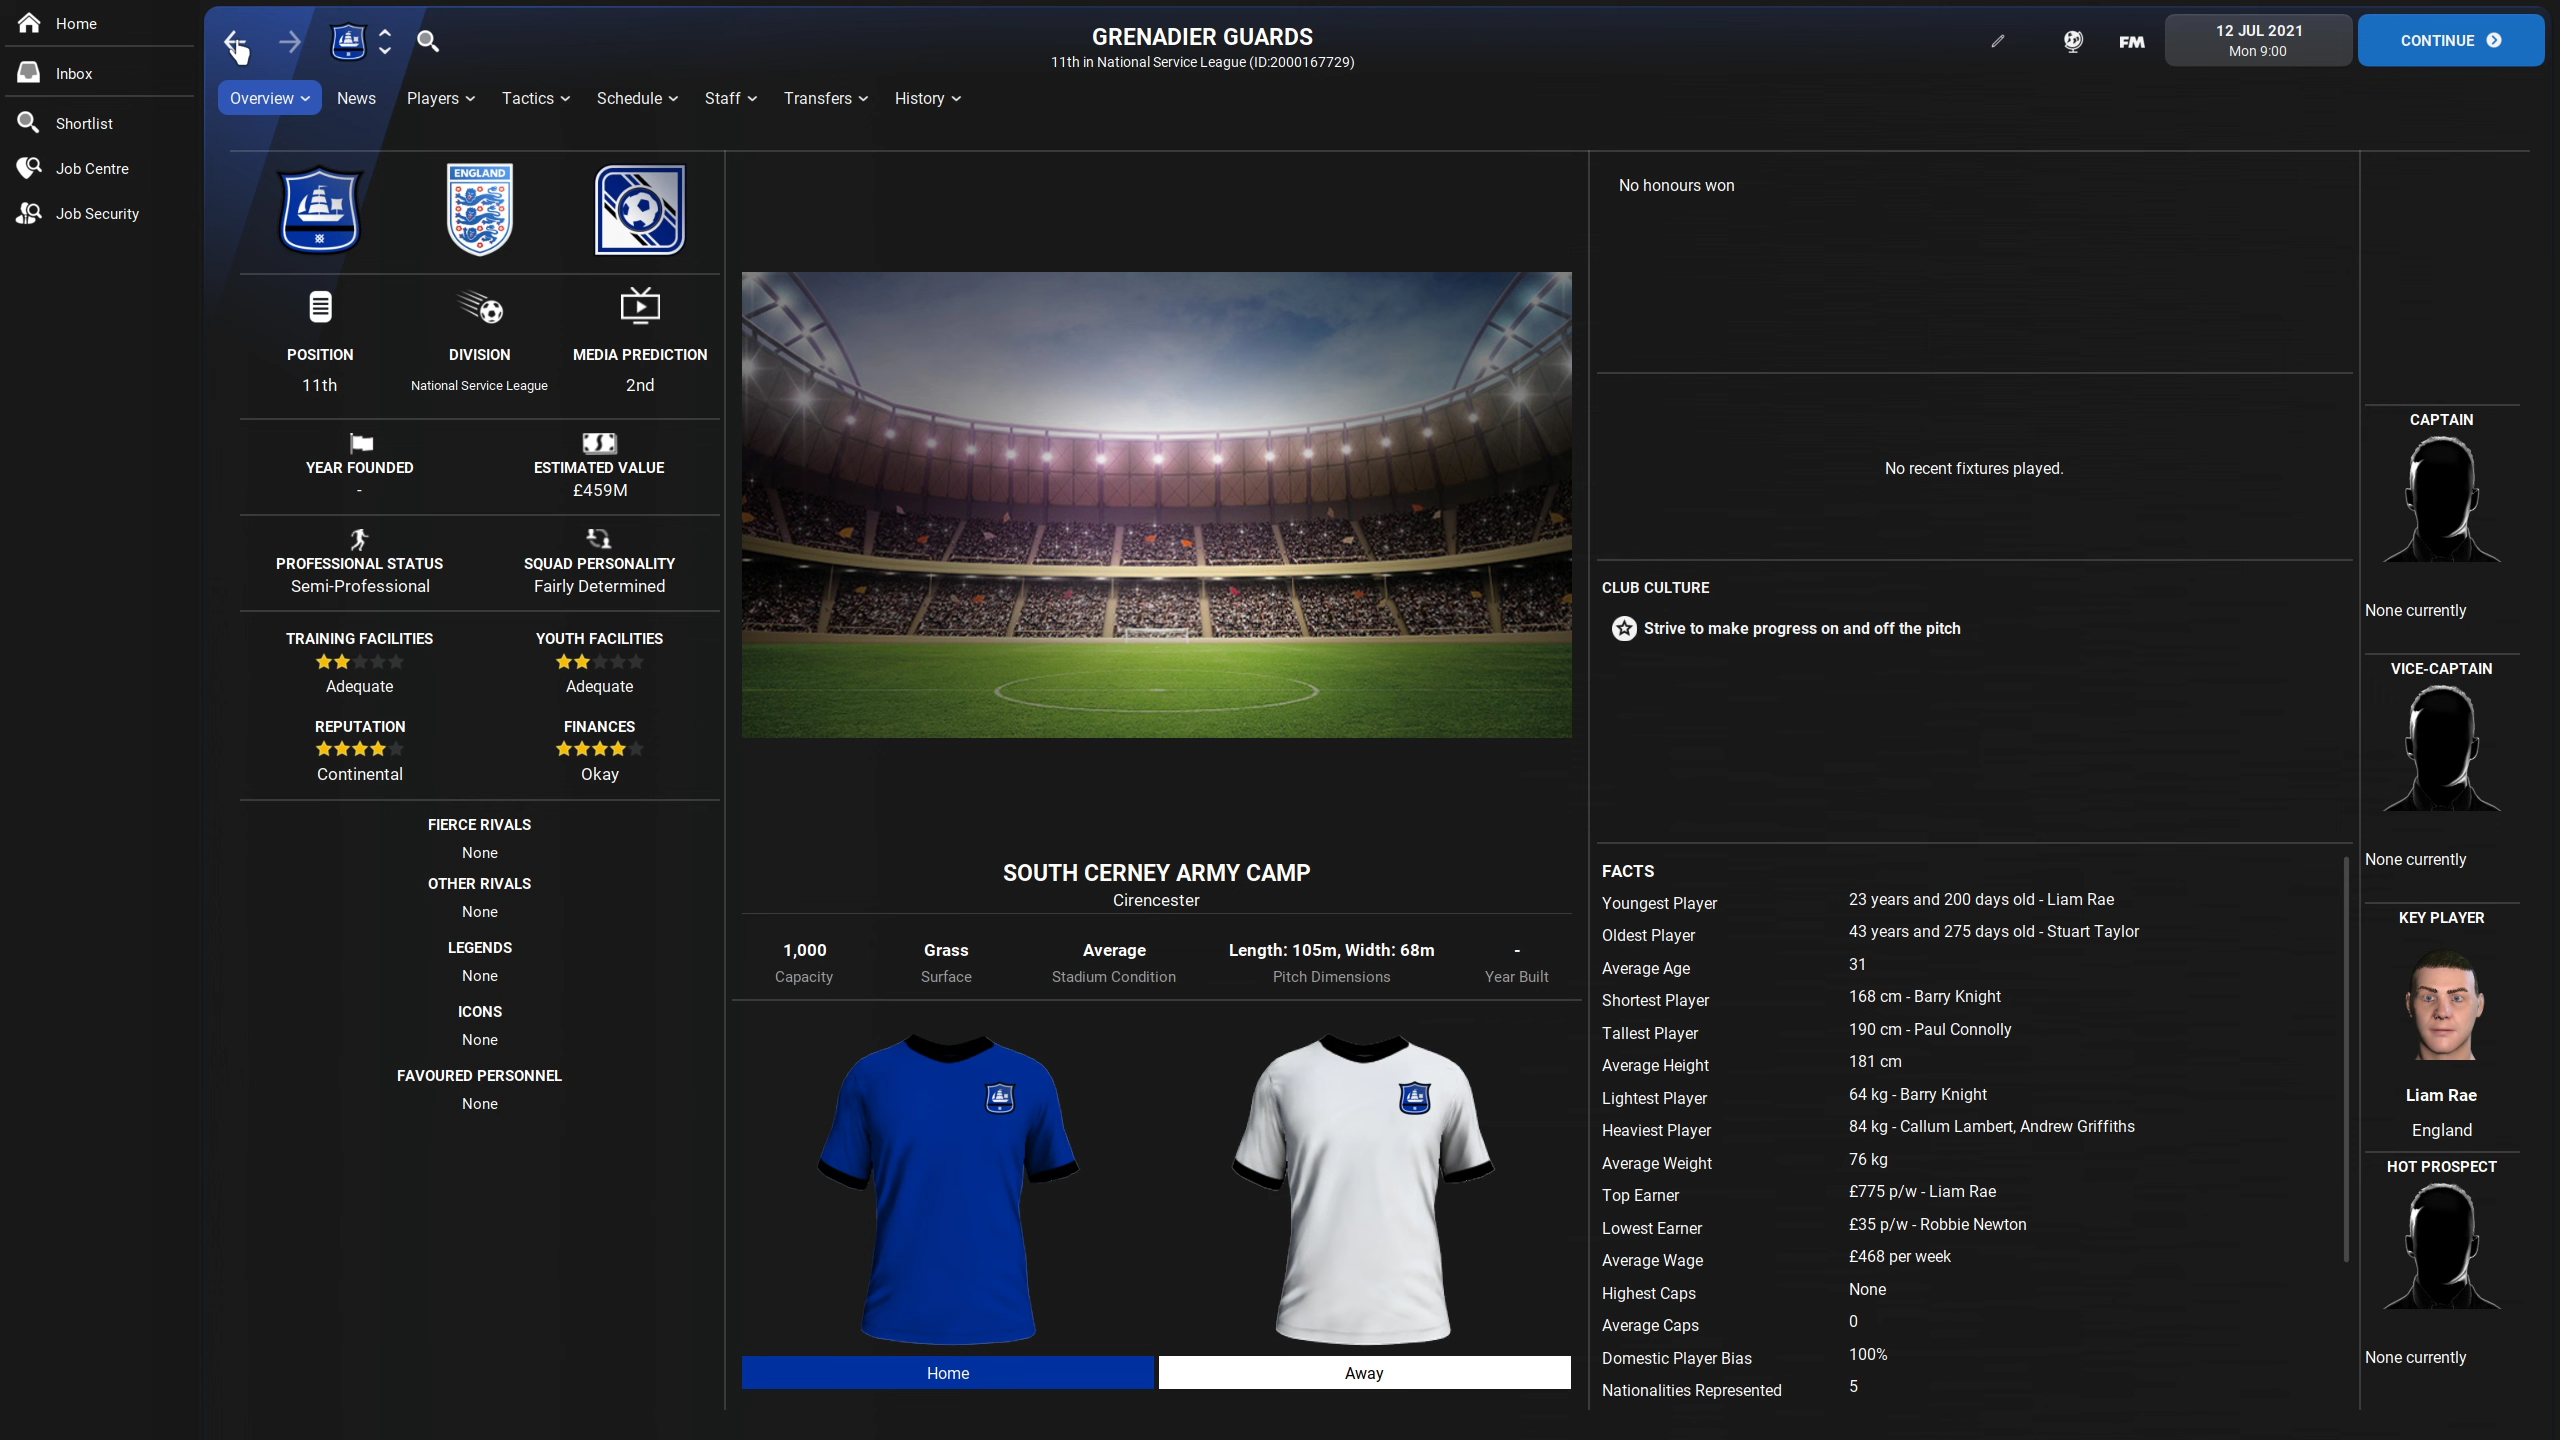 Home
Inbox
Shortlist
Job Centre
Job Security
GRENADIER GUARDS
11th in National Service League (ID:2000167729)
FM
12 JUL 2021
Mon 9:00
CONTINUE
Overview
News
Players
Tactics
Schedule
Staff
Transfers
History
ENGLAND
POSITION
11th
DIVISION
National Service League
MEDIA PREDICTION
2nd
YEAR FOUNDED
-
ESTIMATED VALUE
£459M
PROFESSIONAL STATUS
Semi-Professional
SQUAD PERSONALITY
Fairly Determined
TRAINING FACILITIES
Adequate
YOUTH FACILITIES
Adequate
REPUTATION
Continental
FINANCES
Okay
FIERCE RIVALS
None
OTHER RIVALS
None
LEGENDS
None
ICONS
None
FAVOURED PERSONNEL
None
SOUTH CERNEY ARMY CAMP
Cirencester
1,000
Capacity
Grass
Surface
Average
Stadium Condition
Length: 105m, Width: 68m
Pitch Dimensions
-
Year Built
Home
Away
No honours won
No recent fixtures played.
CLUB CULTURE
Strive to make progress on and off the pitch
FACTS
Youngest Player 23 years and 200 days old - Liam Rae
Oldest Player 43 years and 275 days old - Stuart Taylor
Average Age 31
Shortest Player 168 cm - Barry Knight
Tallest Player 190 cm - Paul Connolly
Average Height 181 cm
Lightest Player 64 kg - Barry Knight
Heaviest Player 84 kg - Callum Lambert, Andrew Griffiths
Average Weight 76 kg
Top Earner £775 p/w - Liam Rae
Lowest Earner £35 p/w - Robbie Newton
Average Wage £468 per week
Highest Caps None
Average Caps 0
Domestic Player Bias 100%
Nationalities Represented 5
CAPTAIN
None currently
VICE-CAPTAIN
None currently
KEY PLAYER
Liam Rae
England
HOT PROSPECT
None currently